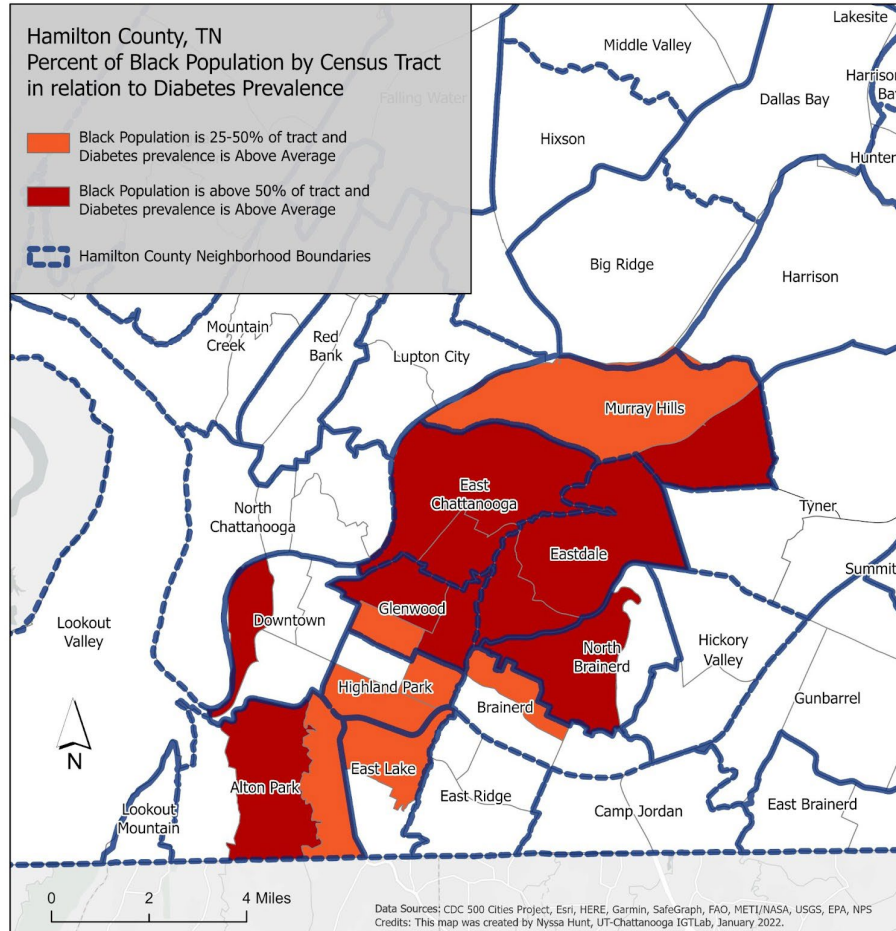 Hamilton County, TN
Percent of Black Population by Census Tract
in relation to Diabetes Prevalence
Falling Water
Black Population is 25-50% of tract and
Diabetes prevalence is Above Average
Black Population is above 50% of tract and
Diabetes prevalence is Above Average
Hamilton County Neighborhood Boundaries
Lakesite
Middle Valley
Harrison
Bay
Dallas Bay
Hixson
Hunter
Big Ridge
Harrison
Mountain
Creek
Red
Bank
Lupton City
Murray Hills
East
Chattanooga
North
Chattanooga
Tyner
Eastdale
Summit
Glenwood
Downtown
Lookout
Valley
North
Brainerd
Hickory
Valley
Highland Park
Gunbarrel
Brainerd
N
East Lake
Alton Park
East Ridge
Lookout
Mountain
Camp Jordan
East Brainerd
0 2 4 Miles
Data Sources: CDC 500 Cities Project, Esri, HERE, Garmin, SafeGraph, FAO, METI/NASA, USGS, EPA, NPS
Credits: This map was created by Nyssa Hunt, UT-Chattanooga IGTLab, January 2022.